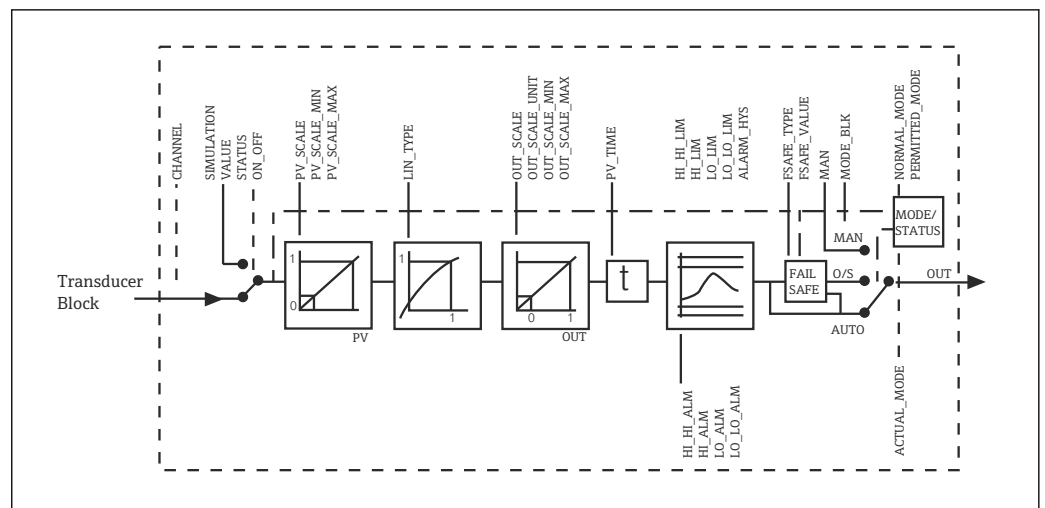 CHANNEL
SIMULATION
VALUE
STATUS
ON_OFF
PV_SCALE
PV_SCALE_MIN
PV_SCALE_MAX
LIN_TYPE
OUT_SCALE
OUT_SCALE_UNIT
OUT_SCALE_MIN
OUT_SCALE_MAX
PV_TIME
HI_HI_LIM
HI_LIM
LO_LIM
LO_LO_LIM
ALARM_HYS
FSAFE_TYPE
FSAFE_VALUE
MAN
MODE_BLK
NORMAL_MODE
PERMITTED_MODE
MODE/
STATUS
MAN
Transducer
Block
1
0
PV
1
1
0
1
OUT
t
FAIL
SAFE
O/S
AUTO
OUT
HI_HI_ALM
HI_ALM
LO_ALM
LO_LO_ALM
ACTUAL_MODE